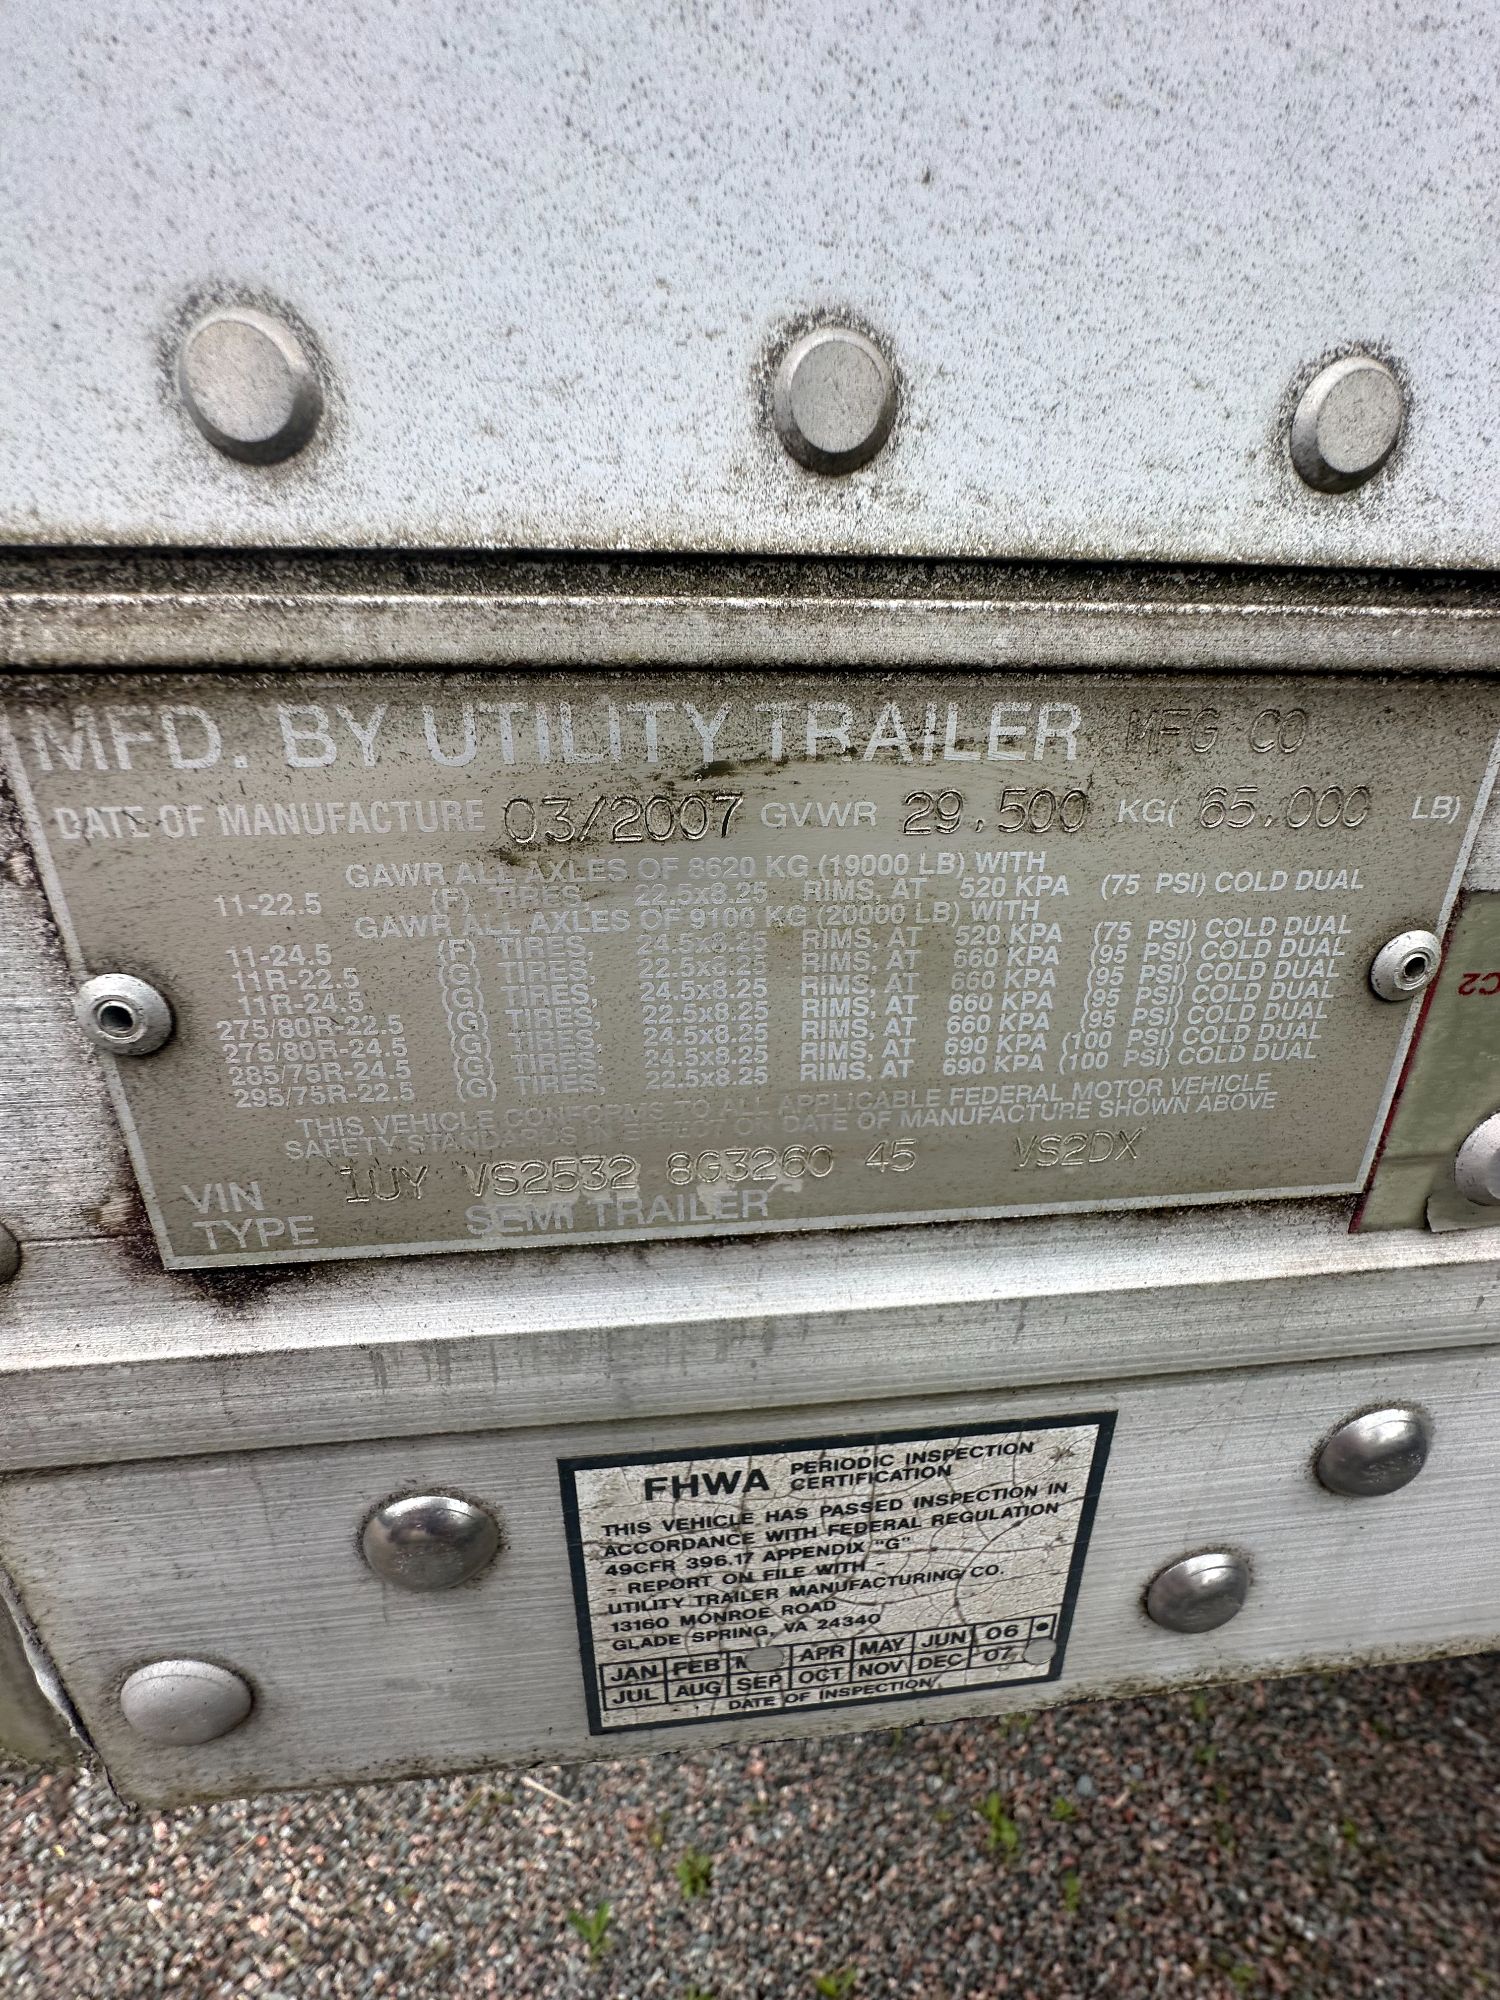 MFD. BY UTILITY TRAILER MFG CO
DATE OF MANUFACTURE 03/2007 GVWR 29,500 KG( 65,000 LB)
GAWR ALL AXLES OF 8620 KG (19000 LB) WITH
11-22.5 (F) TIRES, 22.5x8.25 RIMS, AT 520 KPA (75 PSI) COLD DUAL
GAWR ALL AXLES OF 9100 KG (20000 LB) WITH
11-24.5 (F) TIRES, 24.5x8.25 RIMS, AT 520 KPA (75 PSI) COLD DUAL
11R-22.5 (G) TIRES, 22.5x8.25 RIMS, AT 660 KPA (95 PSI) COLD DUAL
11R-24.5 (G) TIRES, 24.5x8.25 RIMS, AT 660 KPA (95 PSI) COLD DUAL
275/80R-22.5 (G) TIRES, 22.5x8.25 RIMS, AT 660 KPA (95 PSI) COLD DUAL
275/80R-24.5 (G) TIRES, 24.5x8.25 RIMS, AT 660 KPA (95 PSI) COLD DUAL
285/75R-24.5 (G) TIRES, 24.5x8.25 RIMS, AT 690 KPA (100 PSI) COLD DUAL
295/75R-22.5 (G) TIRES, 22.5x8.25 RIMS, AT 690 KPA (100 PSI) COLD DUAL
THIS VEHICLE CONFORMS TO ALL APPLICABLE FEDERAL MOTOR VEHICLE
SAFETY STANDARDS IN EFFECT ON DATE OF MANUFACTURE SHOWN ABOVE
VIN 1UY VS2532 8G3260 45 VS2DX
TYPE SEMI TRAILER
C2
FHWA PERIODIC INSPECTION
CERTIFICATION
THIS VEHICLE HAS PASSED INSPECTION IN
ACCORDANCE WITH FEDERAL REGULATION
49CFR 396.17 APPENDIX "G"
- REPORT ON FILE WITH -
UTILITY TRAILER MANUFACTURING CO.
13160 MONROE ROAD
GLADE SPRING, VA 24340
JAN FEB APR MAY JUN 06
JUL AUG SEP OCT NOV DEC 07
DATE OF INSPECTION